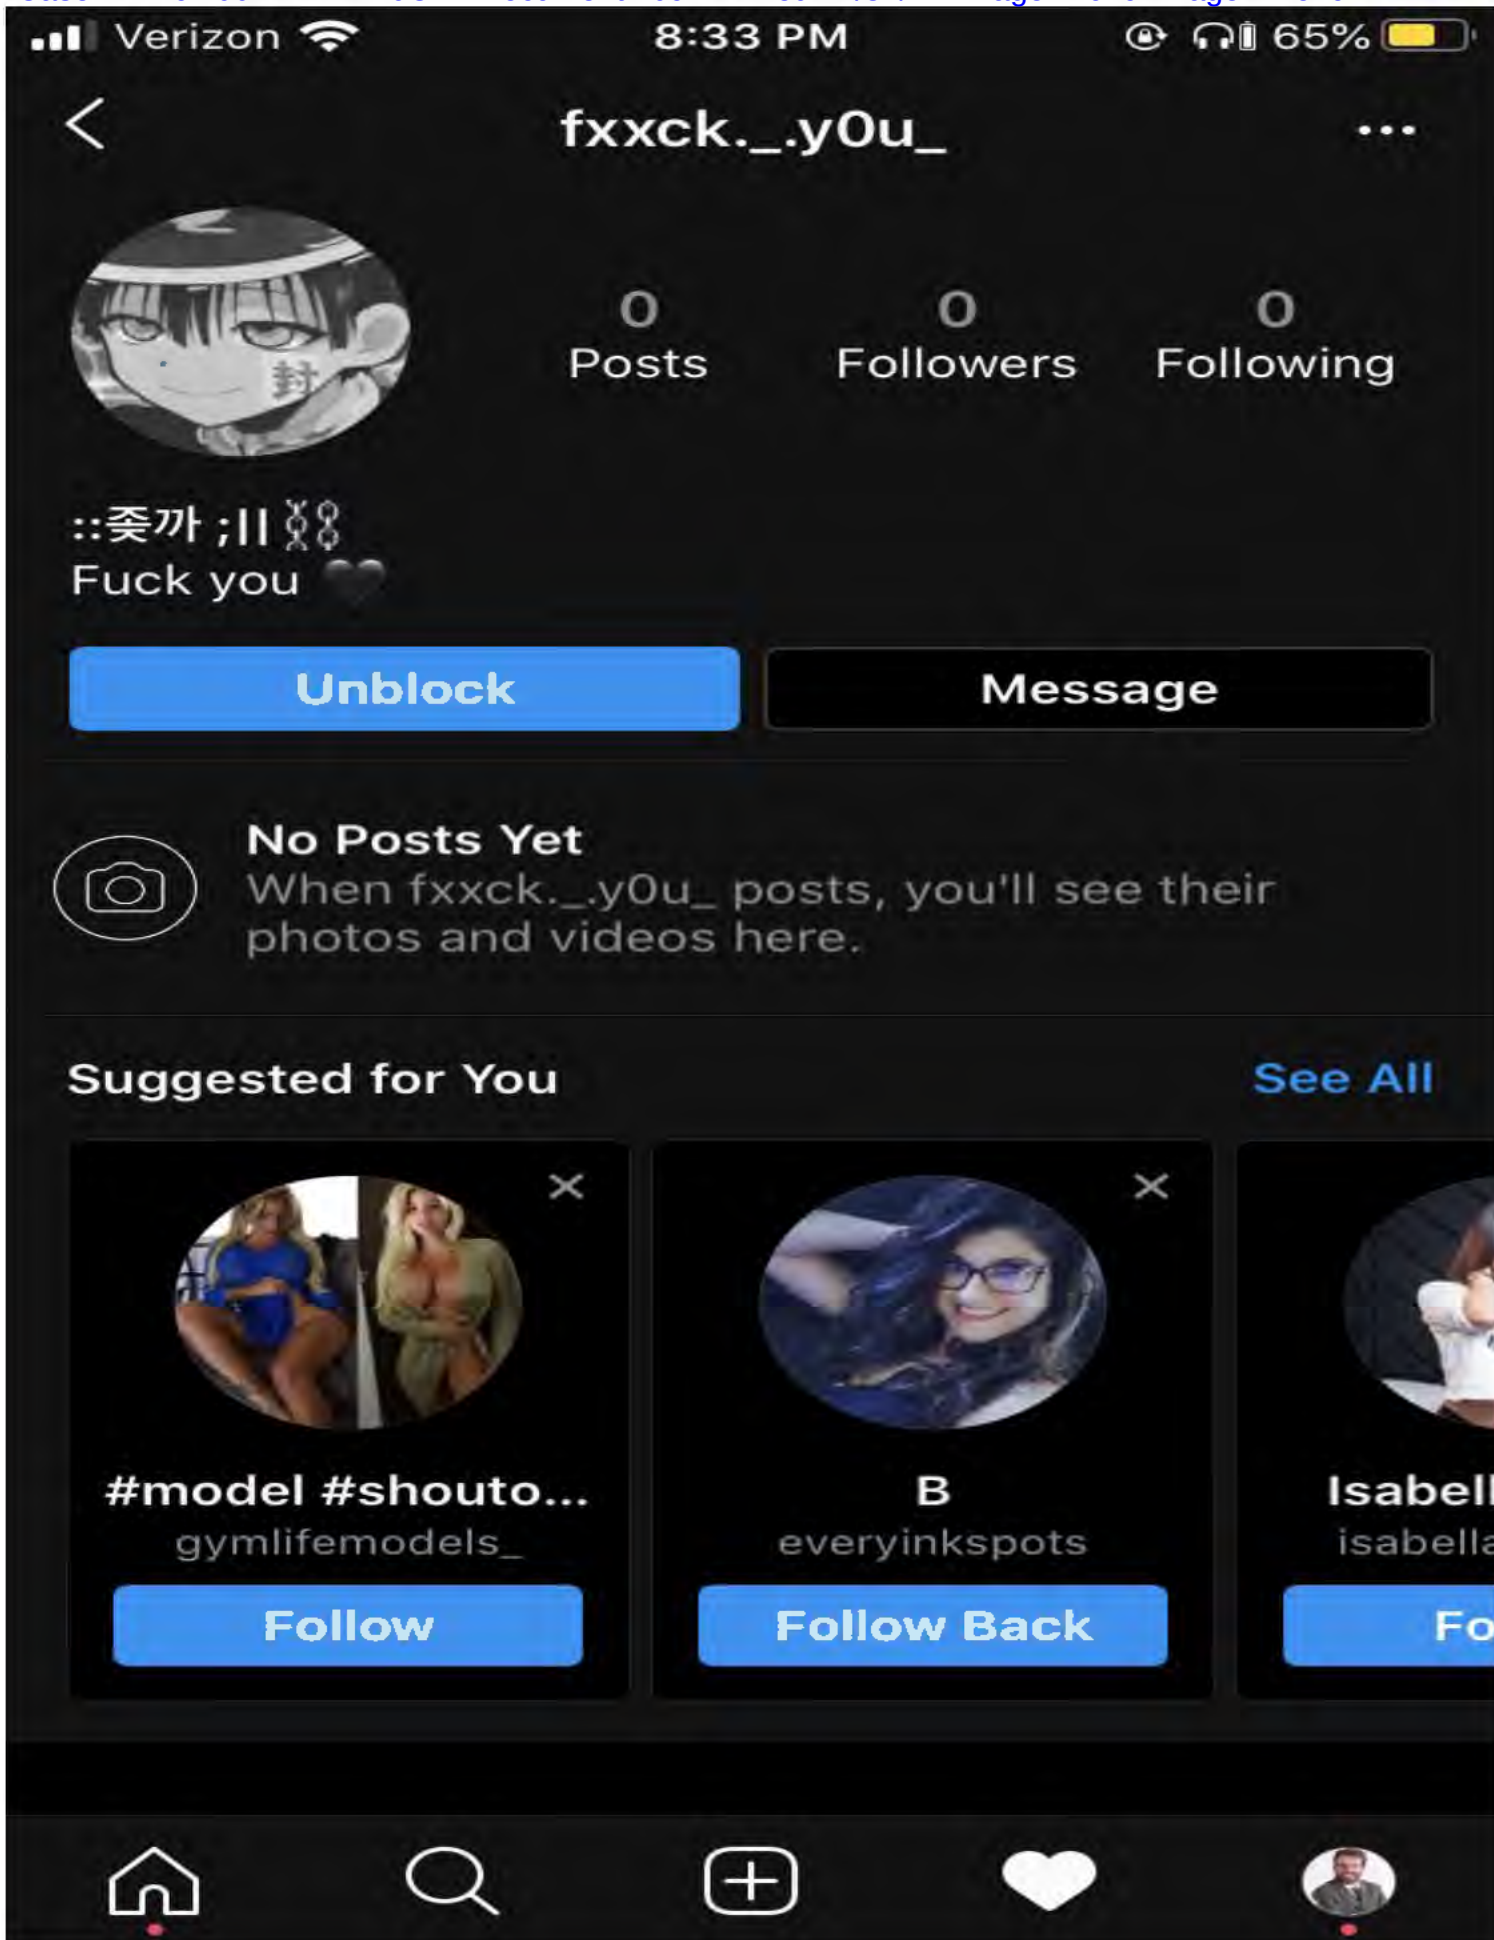 Verizon 8:33 PM 65%
fxxck._.y0u_
0 0 0
Posts Followers Following
封
::좆까 ;||⛓⛓
Fuck you 🖤
Unblock Message
No Posts Yet
When fxxck._.y0u_ posts, you'll see their
photos and videos here.
Suggested for You See All
#model #shouto... B Isabell
gymlifemodels_ everyinkspots isabella
Follow Follow Back Fo